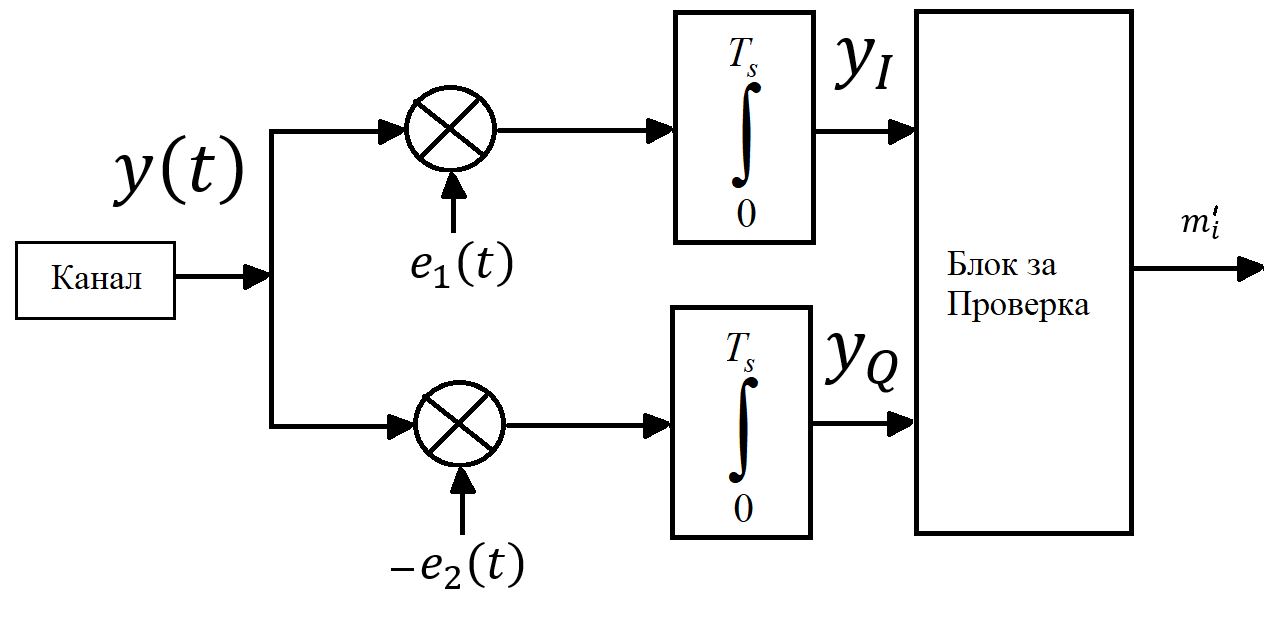 y(t)
Канал
e₁(t)
−e₂(t)
Tₛ
∫
0
y_I
Tₛ
∫
0
y_Q
Блок за
Проверка
m'ᵢ